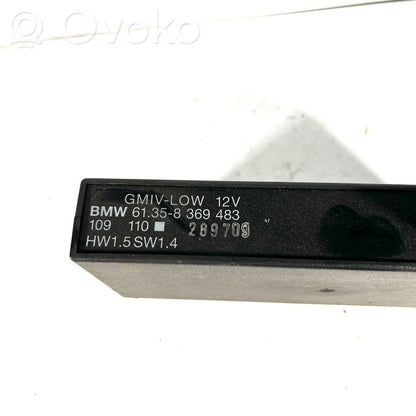 Ovoko
GMIV-LOW 12V
BMW 61.35-8 369 483
109 110 ■ 289709
HW1.5 SW1.4